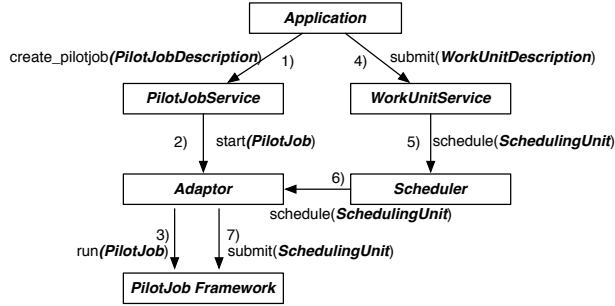 Application
create_pilotjob(PilotJobDescription)
1)
4)
submit(WorkUnitDescription)
PilotJobService
WorkUnitService
2)
start(PilotJob)
5)
schedule(SchedulingUnit)
Adaptor
6)
Scheduler
schedule(SchedulingUnit)
3)
run(PilotJob)
7)
submit(SchedulingUnit)
PilotJob Framework